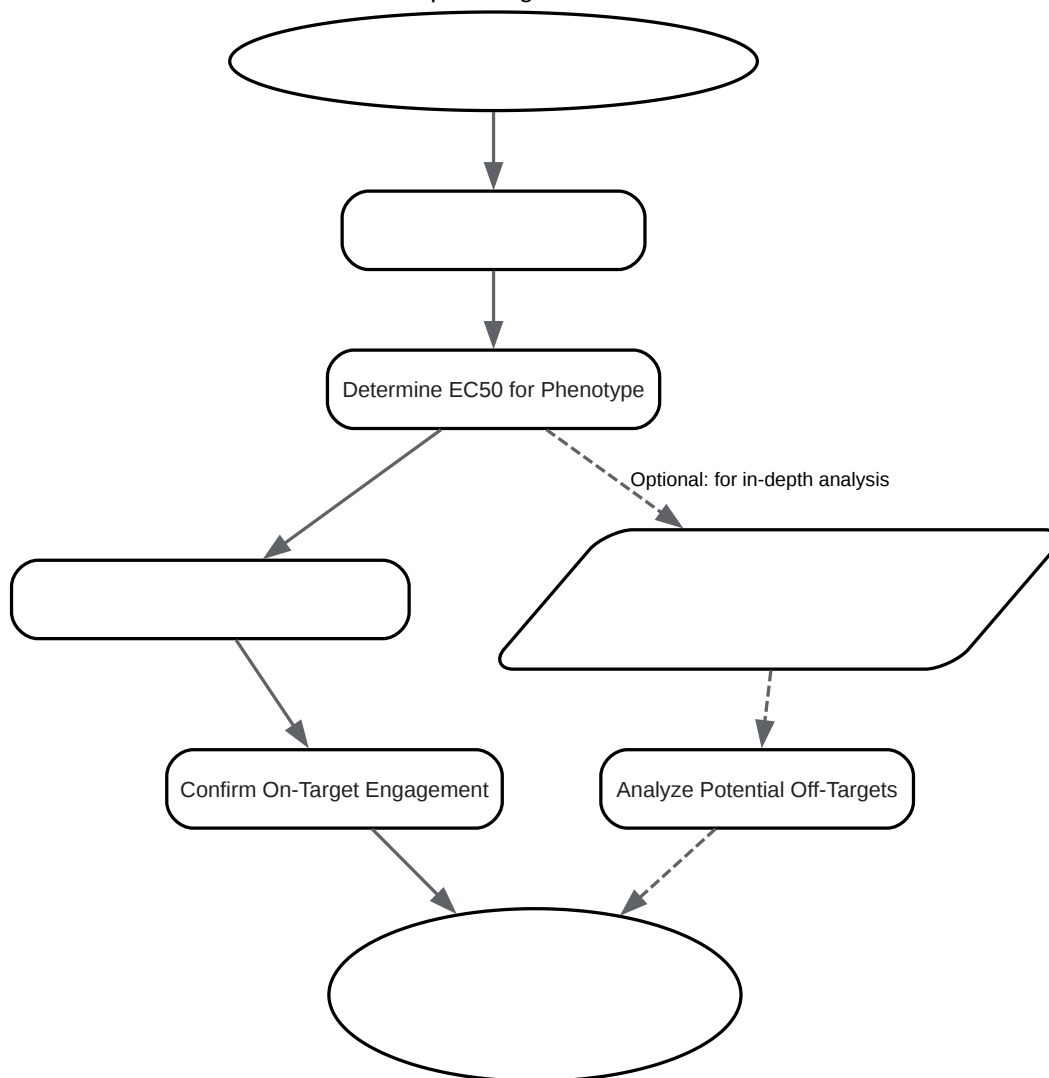 Determine EC50 for Phenotype
Optional: for in-depth analysis
Confirm On-Target Engagement
Analyze Potential Off-Targets